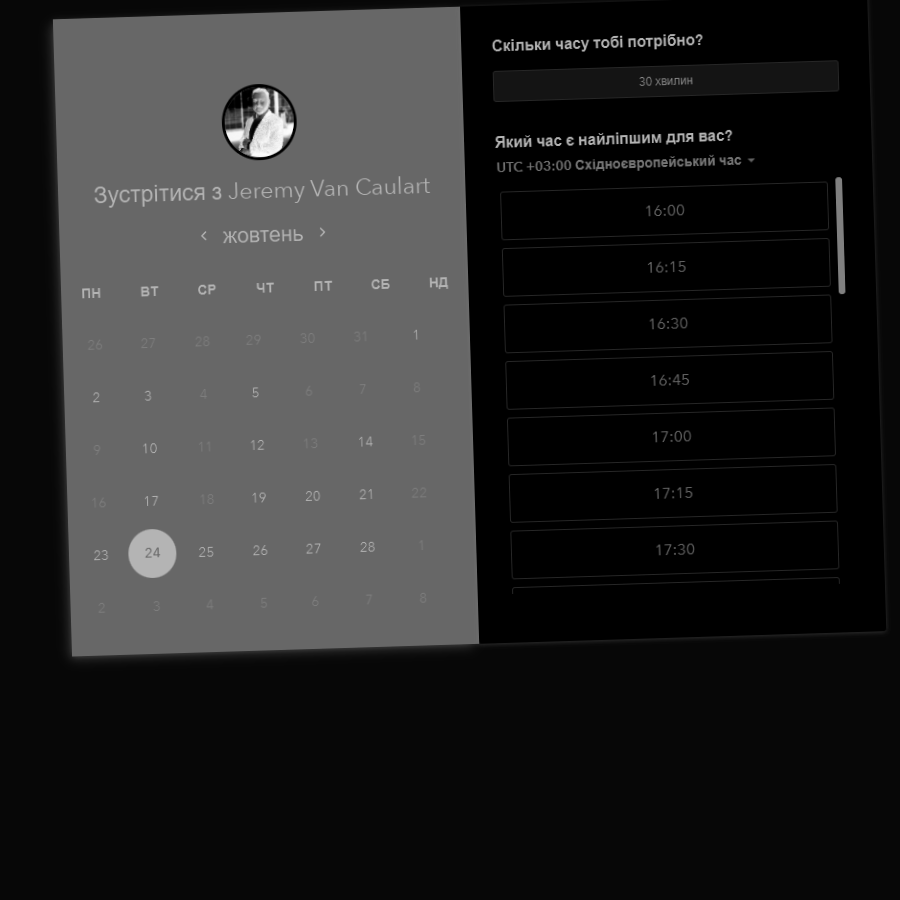 Зустрітися з Jeremy Van Caulart
жовтень
ПН ВТ СР ЧТ ПТ СБ НД
26 27 28 29 30 31 1
2 3 4 5 6 7 8
9 10 11 12 13 14 15
16 17 18 19 20 21 22
23 24 25 26 27 28 1
2 3 4 5 6 7 8
Скільки часу тобі потрібно?
30 хвилин
Який час є найліпшим для вас?
UTC +03:00 Східноєвропейський час
16:00
16:15
16:30
16:45
17:00
17:15
17:30